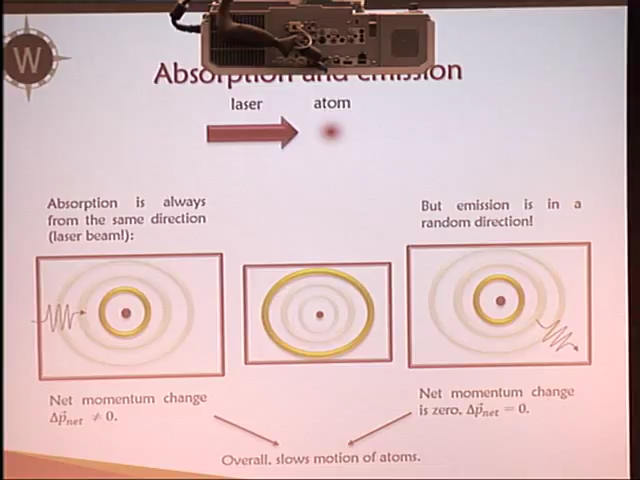 W
Absorption and emission
laser
atom
Absorption is always
from the same direction
(laser beam!):
But emission is in a
random direction!
Net momentum change
Δp⃗net ≠ 0.
Net momentum change
is zero, Δp⃗net = 0.
Overall, slows motion of atoms.